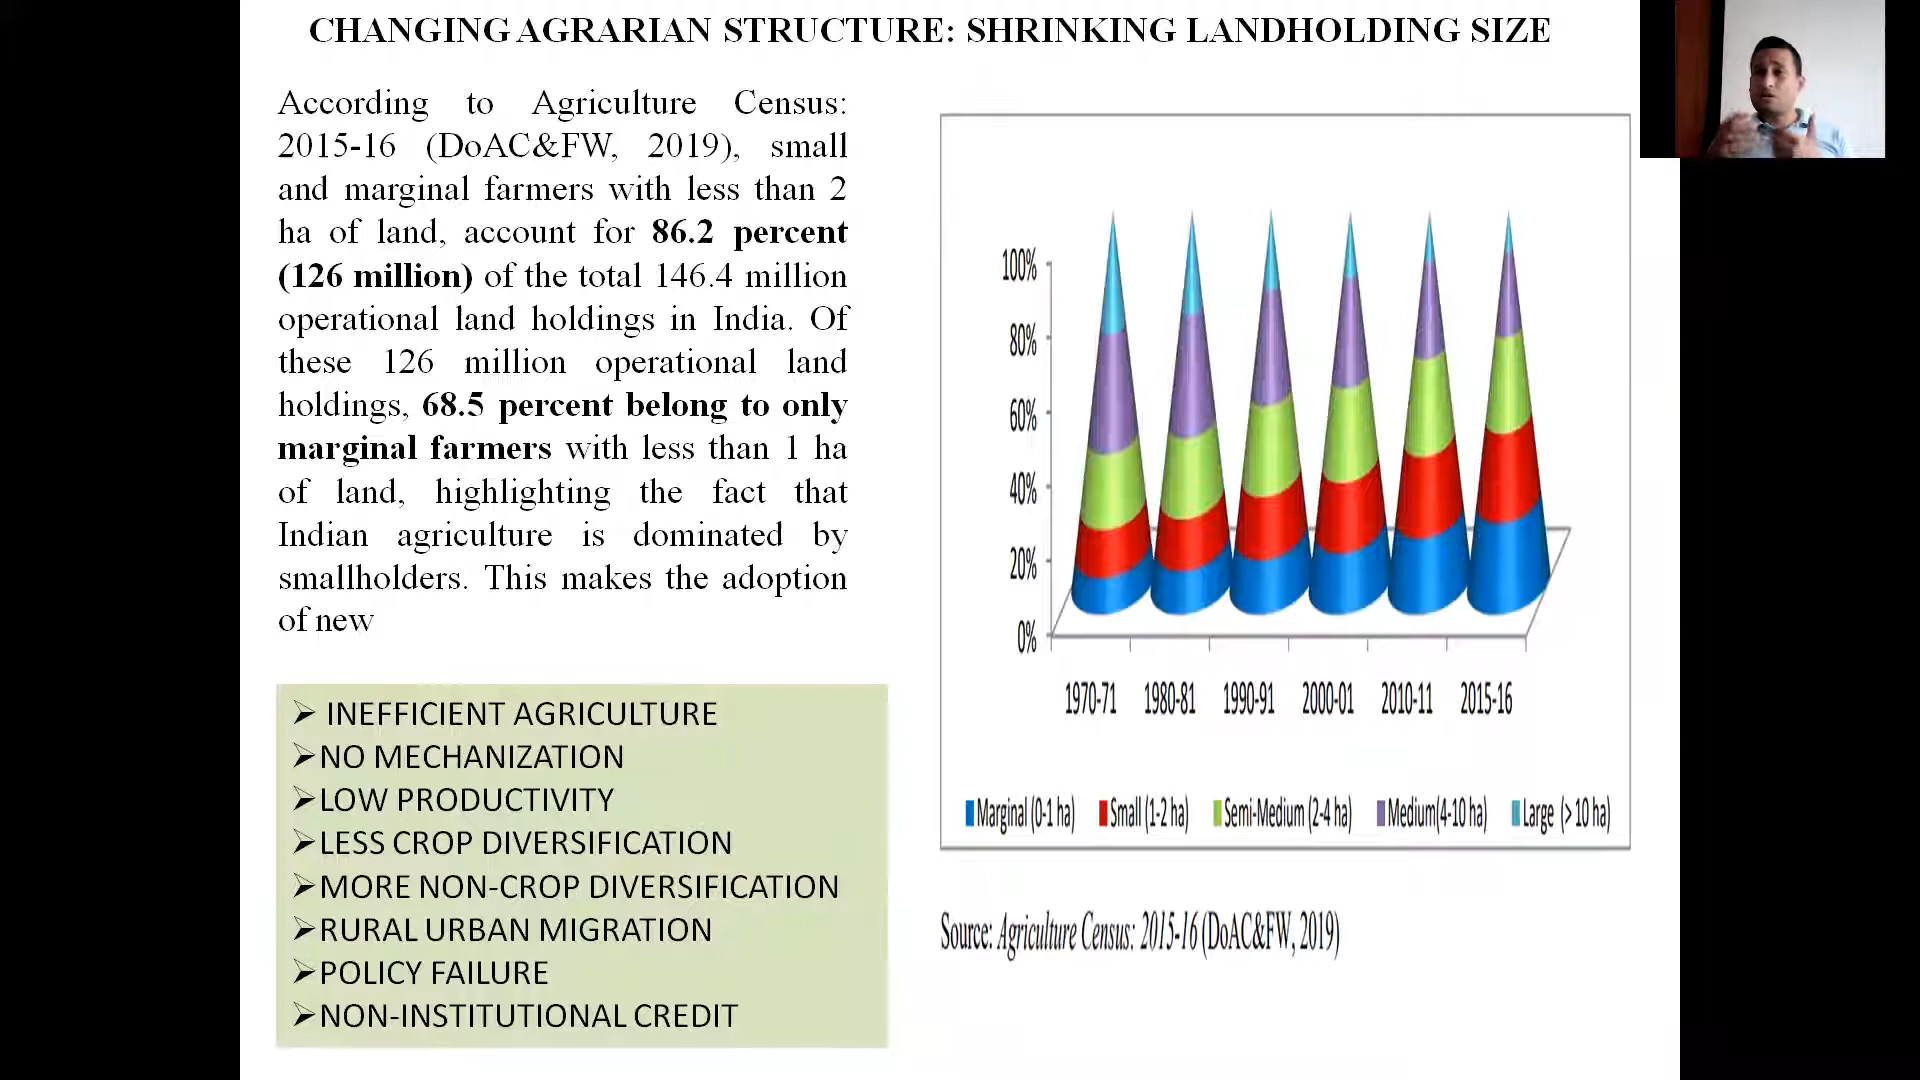 CHANGING AGRARIAN STRUCTURE: SHRINKING LANDHOLDING SIZE
According to Agriculture Census:
2015-16 (DoAC&FW, 2019), small
and marginal farmers with less than 2
ha of land, account for 86.2 percent
(126 million) of the total 146.4 million
operational land holdings in India. Of
these 126 million operational land
holdings, 68.5 percent belong to only
marginal farmers with less than 1 ha
of land, highlighting the fact that
Indian agriculture is dominated by
smallholders. This makes the adoption
of new
➢ INEFFICIENT AGRICULTURE
➢NO MECHANIZATION
➢LOW PRODUCTIVITY
➢LESS CROP DIVERSIFICATION
➢MORE NON-CROP DIVERSIFICATION
➢RURAL URBAN MIGRATION
➢POLICY FAILURE
➢NON-INSTITUTIONAL CREDIT
100%
80%
60%
40%
20%
0%
1970-71 1980-81 1990-91 2000-01 2010-11 2015-16
Marginal (0-1 ha) Small (1-2 ha) Semi-Medium (2-4 ha) Medium(4-10 ha) Large (>10 ha)
Source: Agriculture Census: 2015-16 (DoAC&FW, 2019)